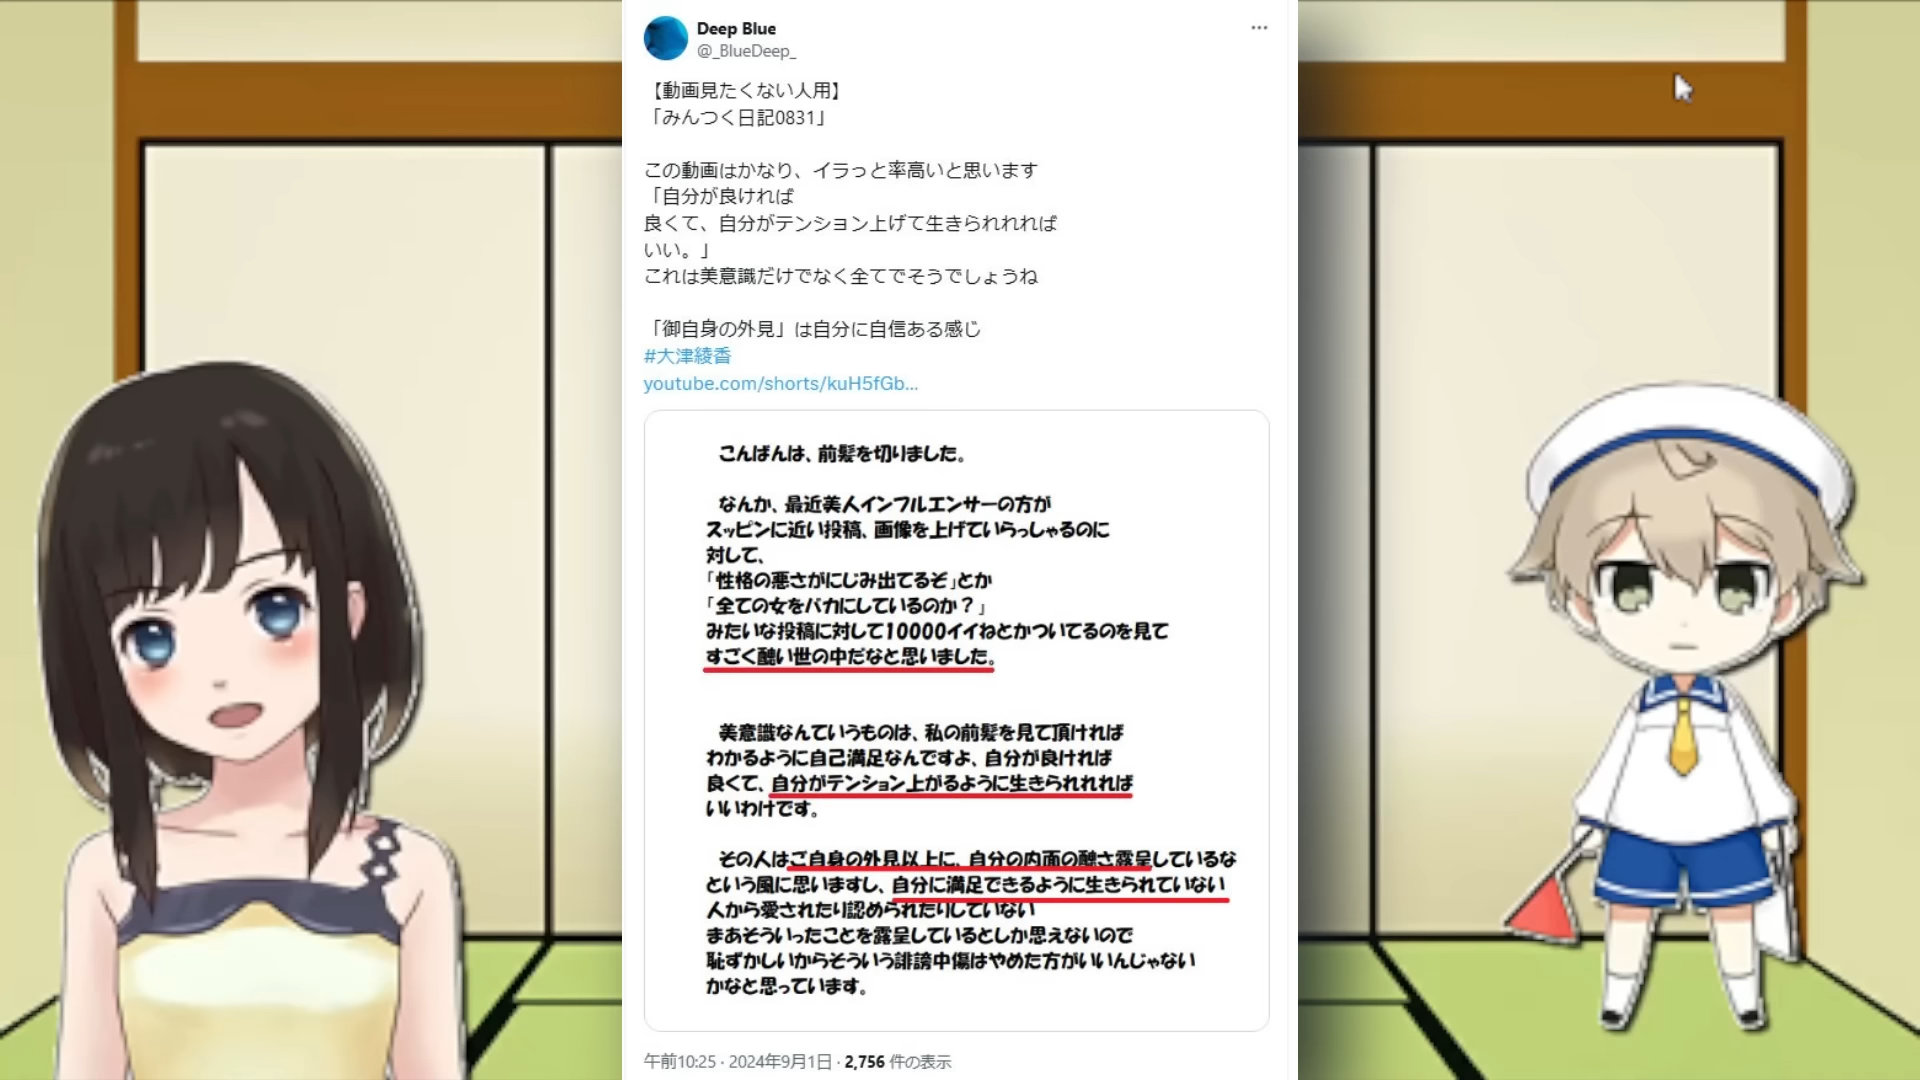 Deep Blue
@_BlueDeep_
【動画見たくない人用】
「みんつく日記0831」
この動画はかなり、イラっと率高いと思います
「自分が良ければ
良くて、自分がテンション上げて生きられれれば
いい。」
これは美意識だけでなく全てでそうでしょうね
「御自身の外見」は自分に自信ある感じ
#大津綾香
youtube.com/shorts/kuH5fGb...
こんばんは、前髪を切りました。
なんか、最近美人インフルエンサーの方が
スッピンに近い投稿、画像を上げていらっしゃるのに
対して、
「性格の悪さがにじみ出てるぞ」とか
「全ての女をバカにしているのか？」
みたいな投稿に対して10000イイねとかついてるのを見て
すごく醜い世の中だなと思いました。
美意識なんていうものは、私の前髪を見て頂ければ
わかるように自己満足なんですよ、自分が良ければ
良くて、自分がテンション上がるように生きられれれば
いいわけです。
その人はご自身の外見以上に、自分の内面の醜さ露呈しているな
という風に思いますし、自分に満足できるように生きられていない
人から愛されたり認められたりしていない
まあそういったことを露呈しているとしか思えないので
恥ずかしいからそういう誹謗中傷はやめた方がいいんじゃない
かなと思っています。
午前10:25 · 2024年9月1日 · 2,756 件の表示